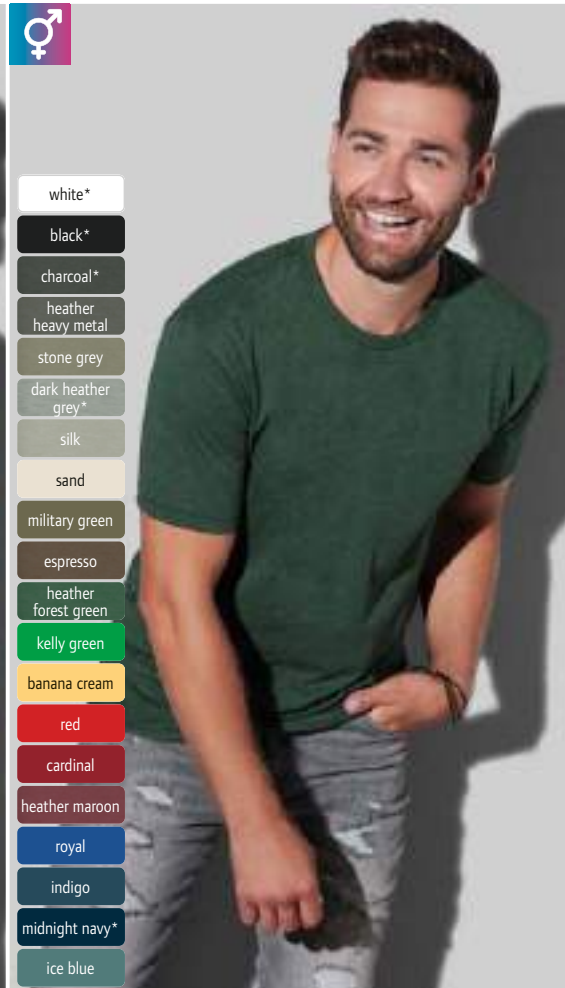 white*
black*
charcoal*
heather
heavy metal
stone grey
dark heather
grey*
silk
sand
military green
espresso
heather
forest green
kelly green
banana cream
red
cardinal
heather maroon
royal
indigo
midnight navy*
ice blue